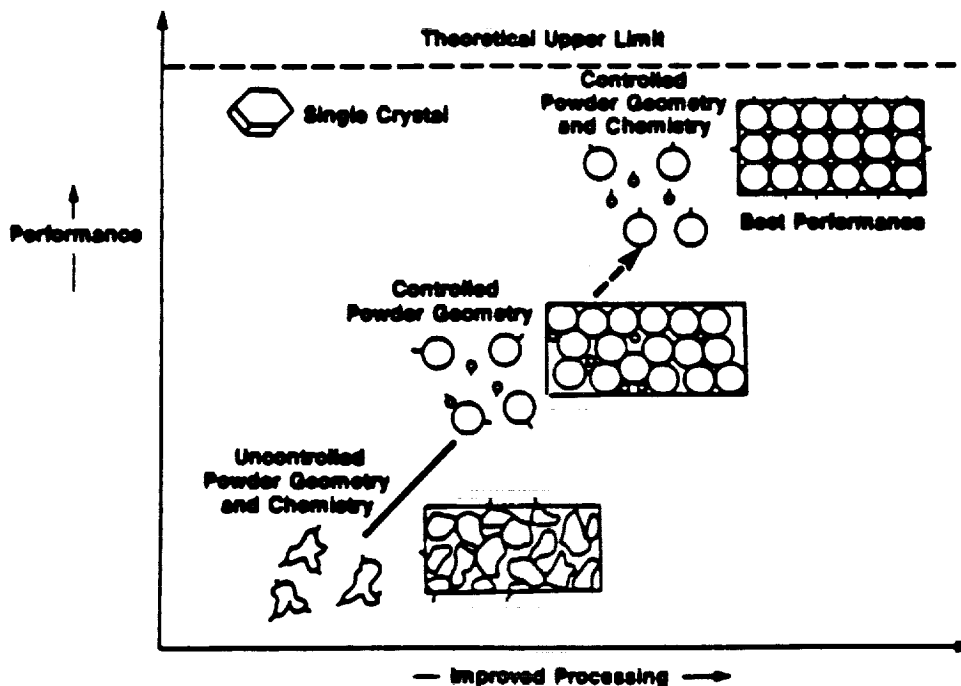 Theoretical Upper Limit
Single Crystal
Controlled
Powder Geometry
and Chemistry
Best Performance
Performance
Controlled
Powder Geometry
Uncontrolled
Powder Geometry
and Chemistry
Improved Processing